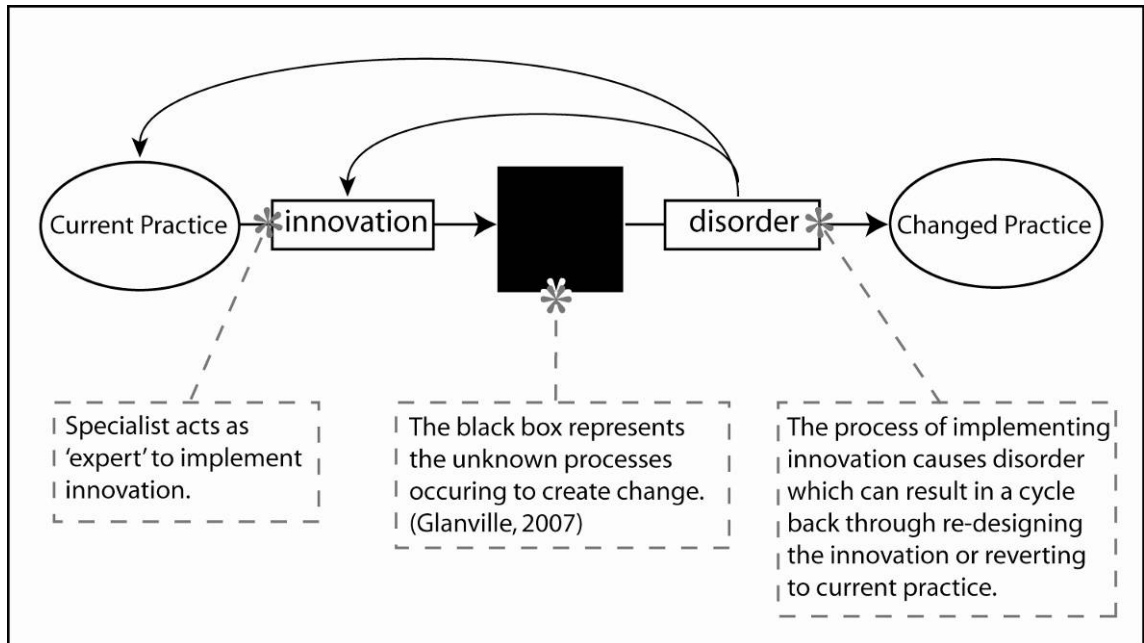 Current Practice
innovation
disorder
Changed Practice
Specialist acts as
‘expert’ to implement
innovation.
The black box represents
the unknown processes
occuring to create change.
(Glanville, 2007)
The process of implementing
innovation causes disorder
which can result in a cycle
back through re-designing
the innovation or reverting
to current practice.